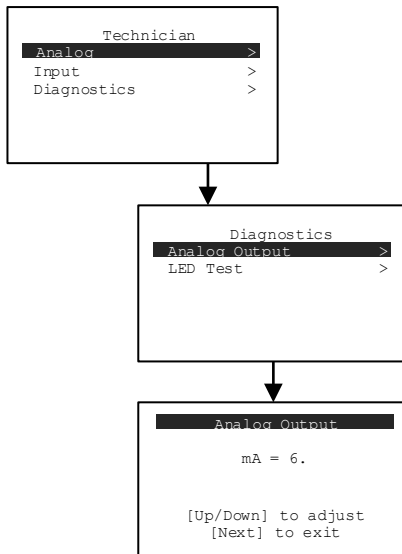 Technician
Analog >
Input >
Diagnostics >
Diagnostics
Analog Output >
LED Test >
Analog Output
mA = 6.
[Up/Down] to adjust
[Next] to exit